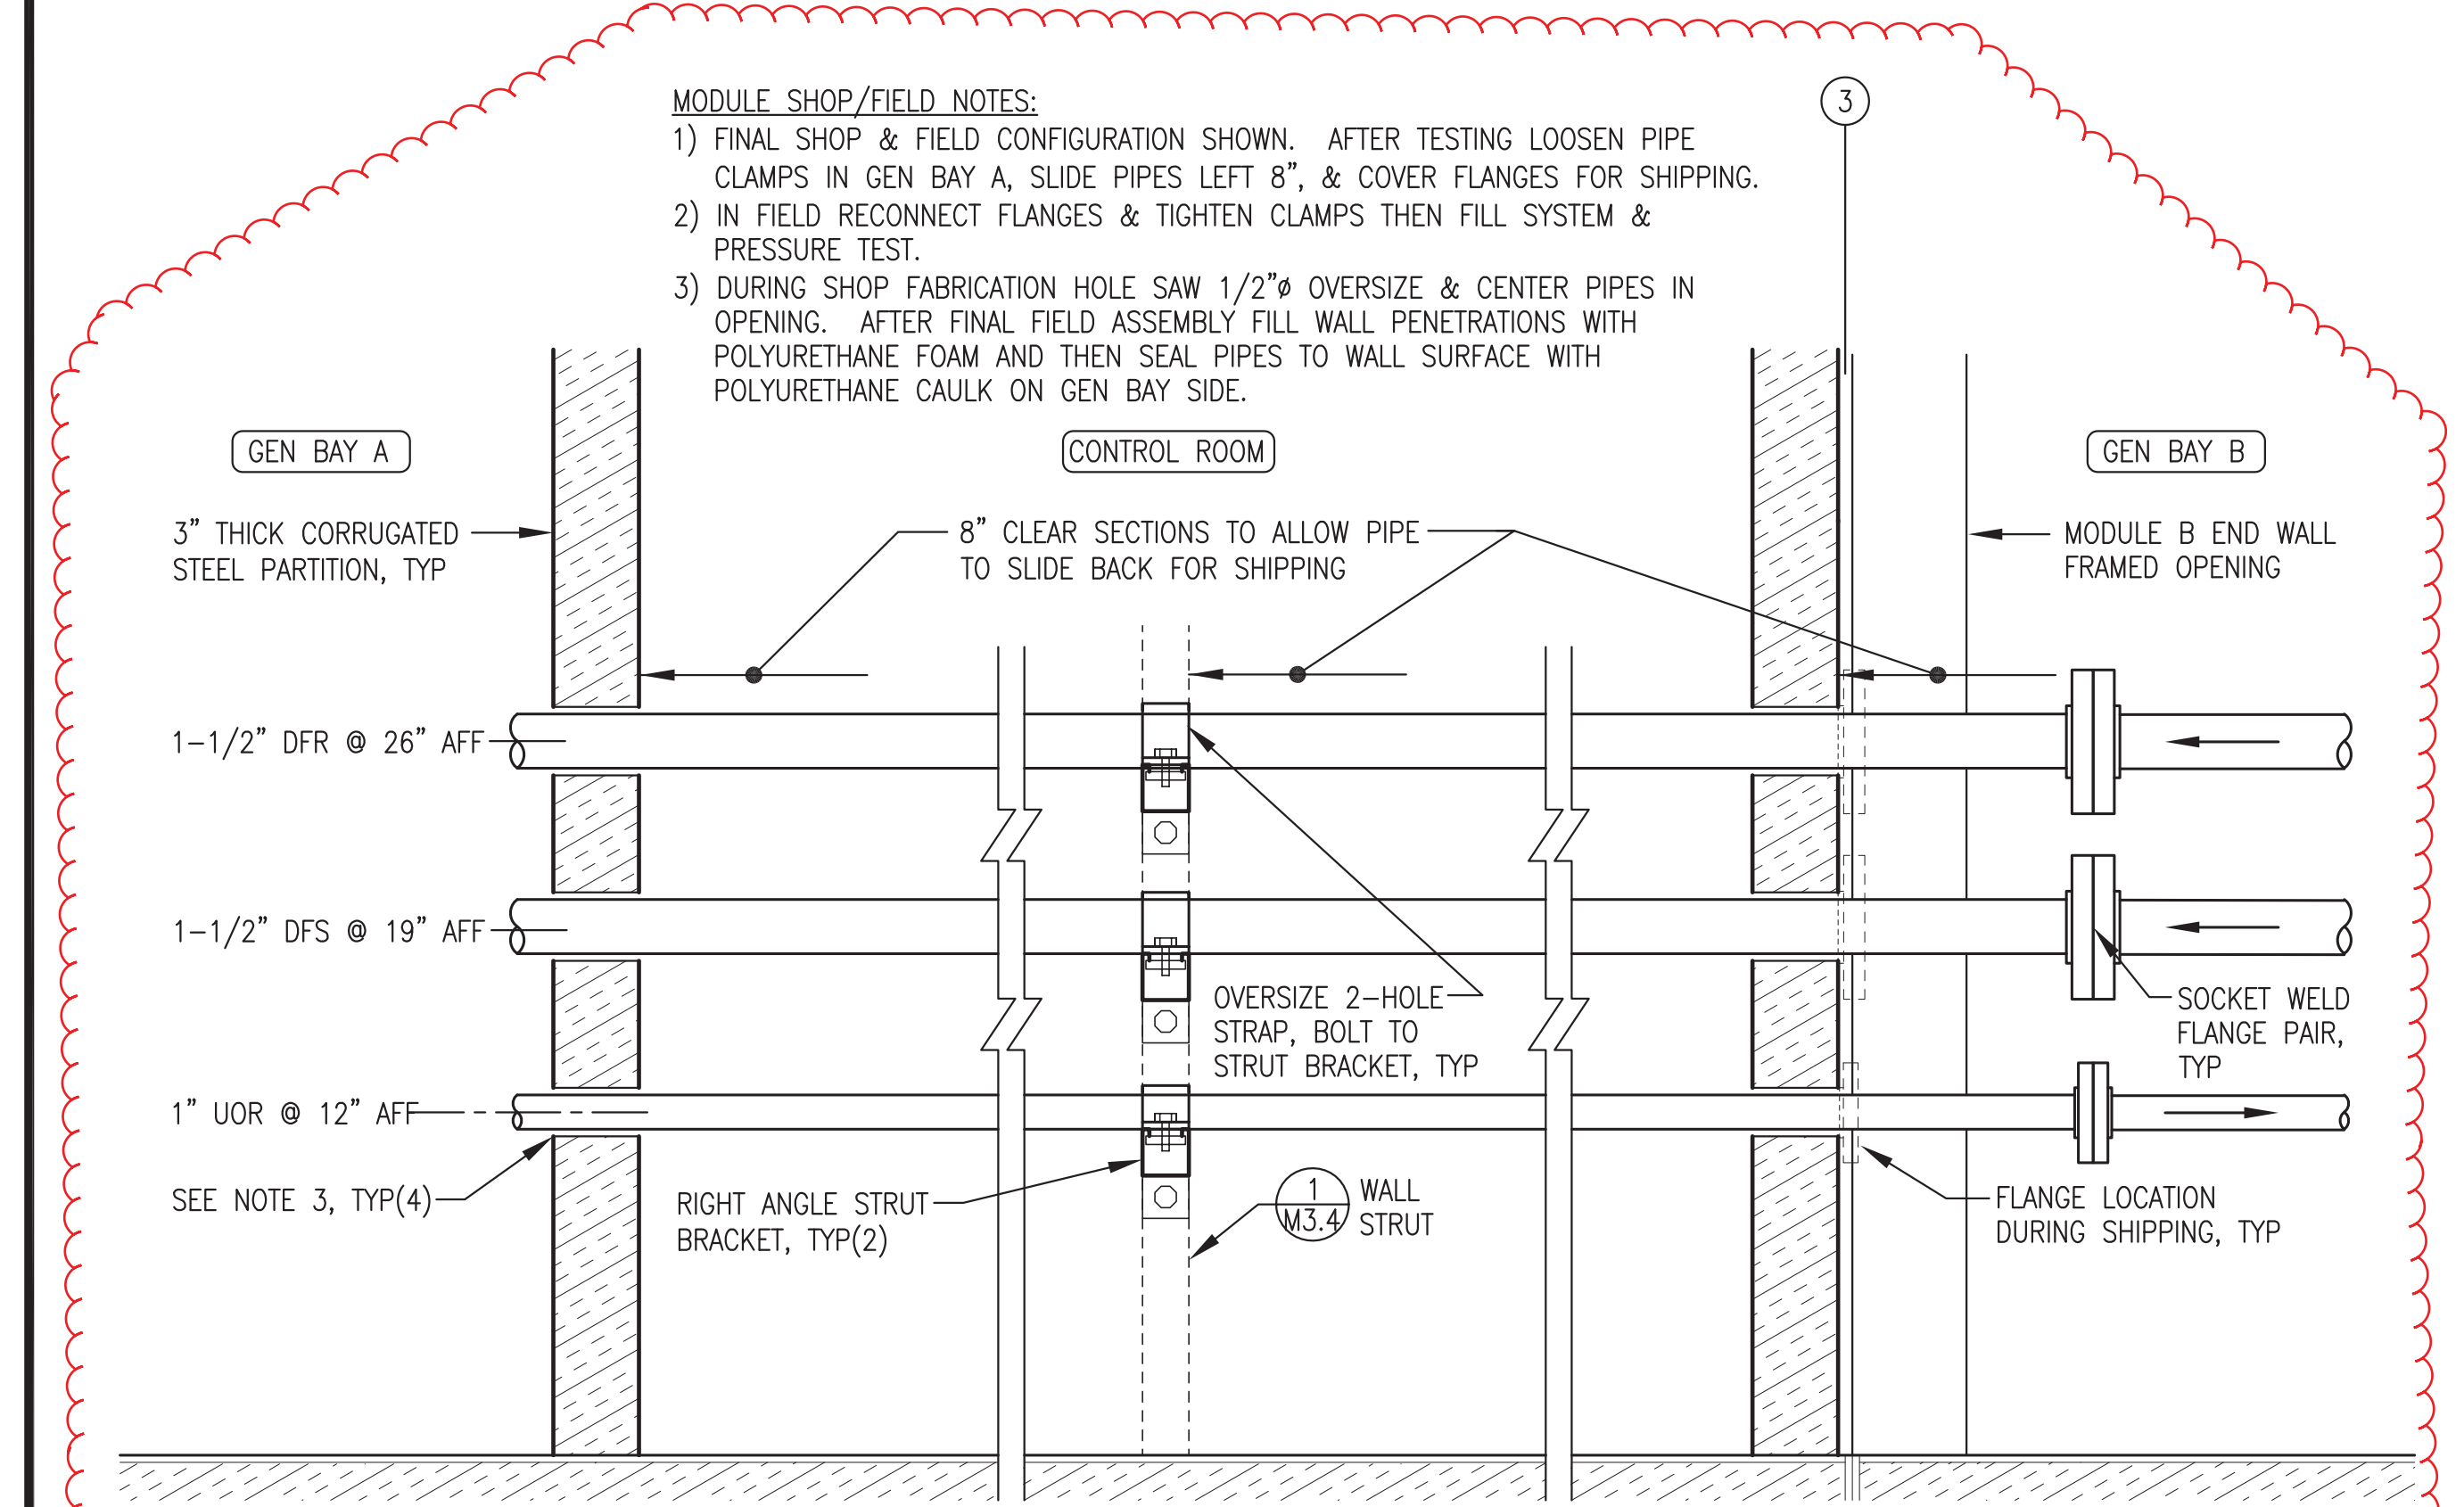 MODULE SHOP/FIELD NOTES:
1) FINAL SHOP & FIELD CONFIGURATION SHOWN. AFTER TESTING LOOSEN PIPE
CLAMPS IN GEN BAY A, SLIDE PIPES LEFT 8", & COVER FLANGES FOR SHIPPING.
2) IN FIELD RECONNECT FLANGES & TIGHTEN CLAMPS THEN FILL SYSTEM &
PRESSURE TEST.
3) DURING SHOP FABRICATION HOLE SAW 1/2"ø OVERSIZE & CENTER PIPES IN
OPENING. AFTER FINAL FIELD ASSEMBLY FILL WALL PENETRATIONS WITH
POLYURETHANE FOAM AND THEN SEAL PIPES TO WALL SURFACE WITH
POLYURETHANE CAULK ON GEN BAY SIDE.
3
GEN BAY A
CONTROL ROOM
GEN BAY B
3" THICK CORRUGATED
STEEL PARTITION, TYP
8" CLEAR SECTIONS TO ALLOW PIPE
TO SLIDE BACK FOR SHIPPING
MODULE B END WALL
FRAMED OPENING
1-1/2" DFR @ 26" AFF
1-1/2" DFS @ 19" AFF
OVERSIZE 2-HOLE
STRAP, BOLT TO
STRUT BRACKET, TYP
SOCKET WELD
FLANGE PAIR,
TYP
1" UOR @ 12" AFF
SEE NOTE 3, TYP(4)
RIGHT ANGLE STRUT
BRACKET, TYP(2)
1
M3.4
WALL
STRUT
FLANGE LOCATION
DURING SHIPPING, TYP